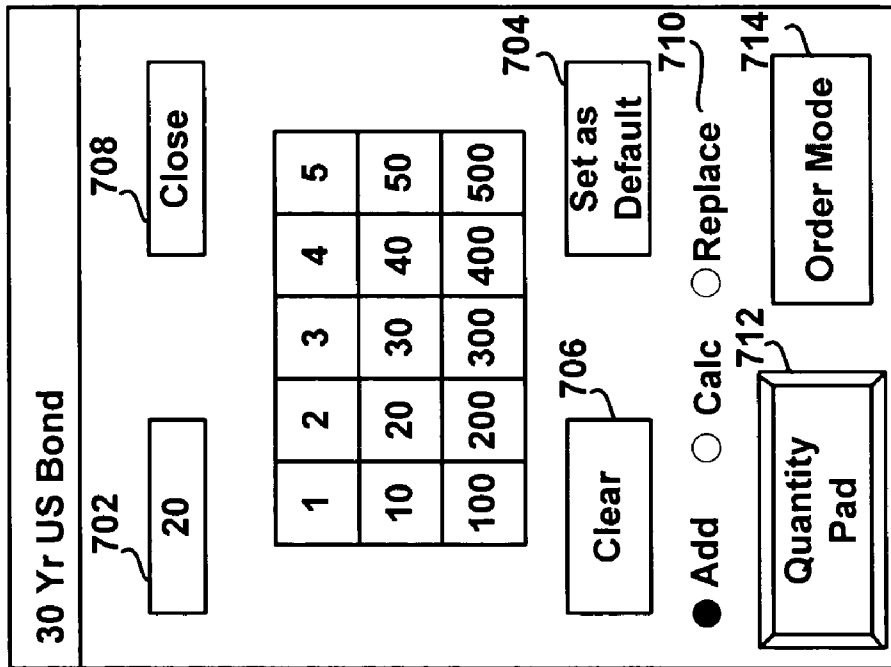 30 Yr US Bond
702
708
20
Close
1 2 3 4 5
10 20 30 40 50
100 200 300 400 500
706
704
Clear
Set as
Default
710
Add Calc Replace
712
714
Quantity
Pad
Order Mode